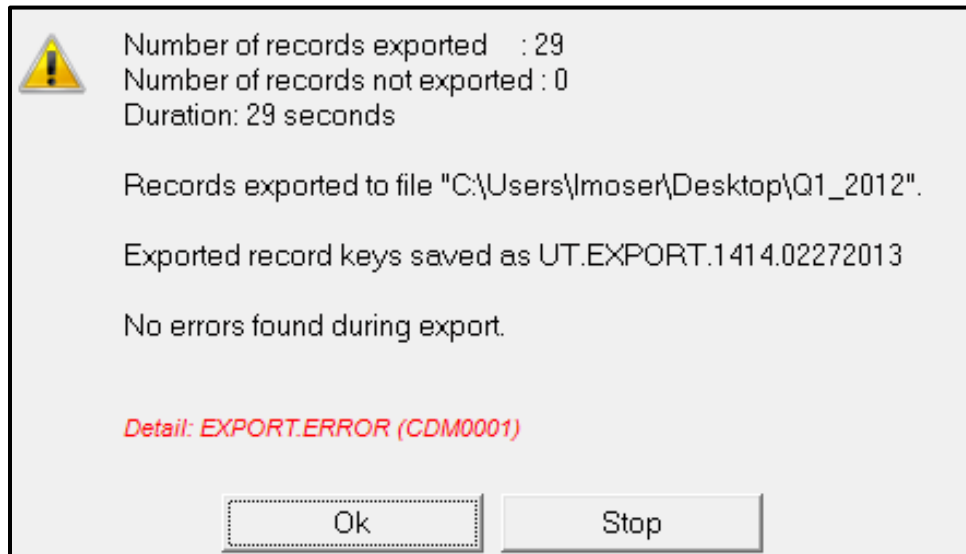 Number of records exported : 29
Number of records not exported : 0
Duration: 29 seconds
Records exported to file "C:\Users\lmoser\Desktop\Q1_2012".
Exported record keys saved as UT.EXPORT.1414.02272013
No errors found during export.
Detail: EXPORT.ERROR (CDM0001)
Ok Stop